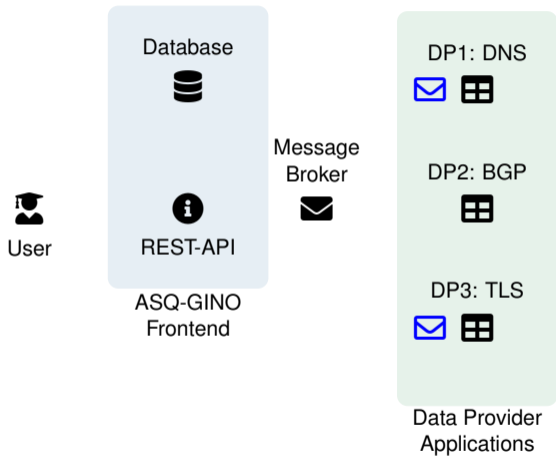 Database
REST-API
ASQ-GINO
Frontend
User
Message
Broker
DP1: DNS
DP2: BGP
DP3: TLS
Data Provider
Applications